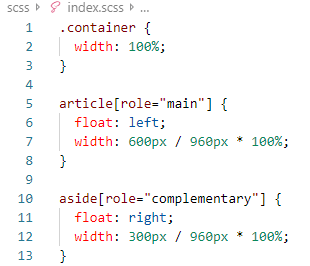 scss > index.scss > ...
1 .container {
2 width: 100%;
3 }
4
5 article[role="main"] {
6 float: left;
7 width: 600px / 960px * 100%;
8 }
9
10 aside[role="complementary"] {
11 float: right;
12 width: 300px / 960px * 100%;
13 }